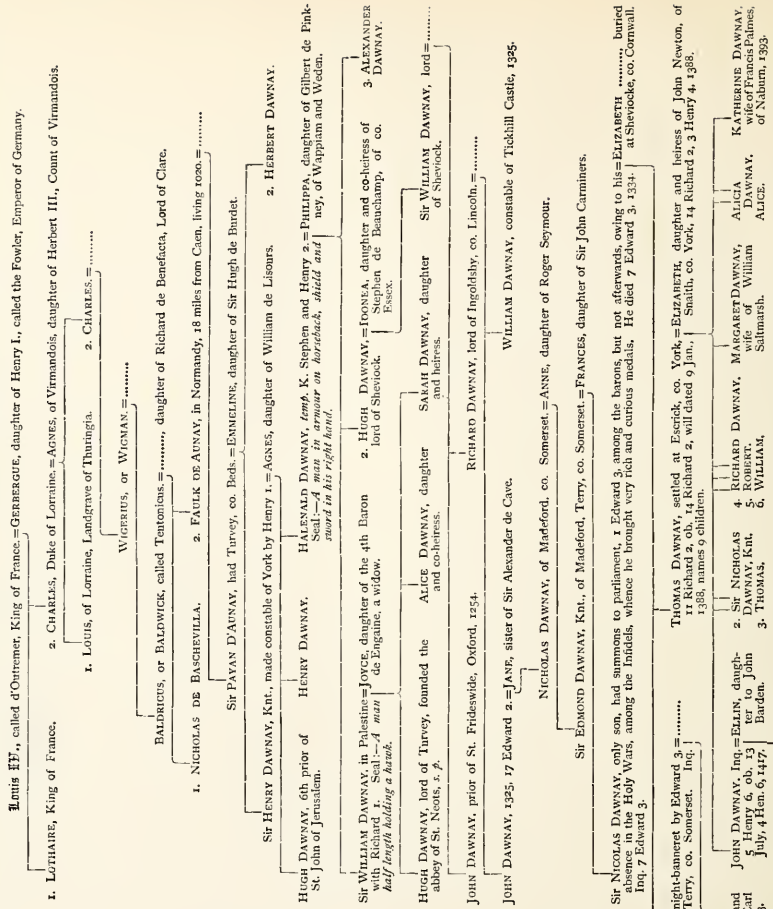 Louis IV., called d'Outremer, King of France.=GERBERGUE, daughter of Henry I., called the Fowler, Emperor of Germany.
1. LOTHAIRE, King of France.
2. CHARLES, Duke of Lorraine.=AGNES, of Virmandois, daughter of Herbert III., Count of Virmandois.
1. LOUIS, of Lorraine, Landgrave of Thuringia.
2. CHARLES.=..........
WIGERIUS, or WIGMAN.=..........
BALDRICUS, or BALDWICK, called Teutonicus.=.........., daughter of Richard de Benefacta, Lord of Clare.
1. NICHOLAS DE BASCHEVILLA.
2. FAULK DE AUNAY, in Normandy, 18 miles from Caen, living 1020.=..........
Sir PAYAN D'AUNAY, had Turvey, co. Beds.=EMMELINE, daughter of Sir Hugh de Burdet.
Sir HENRY DAWNAY, Knt., made constable of York by Henry 1.=AGNES, daughter of William de Lisours.
2. HERBERT DAWNAY.
HUGH DAWNAY, 6th prior of
St. John of Jerusalem.
HENRY DAWNAY.
HALENALD DAWNAY, temp. K. Stephen and Henry 2.=PHILIPPA, daughter of Gilbert de Pink-
Seal:—A man in armour on horseback, shield and
sword in his right hand.
ney, of Wappiam and Weden.
Sir WILLIAM DAWNAY, in Palestine=JOYCE, daughter of the 4th Baron
with Richard 1. Seal:—A man
half length holding a hawk.
de Engaine, a widow.
2. HUGH DAWNAY,=IDONEA, daughter and co-heiress of
lord of Sheviock.
Stephen de Beauchamp, of co.
Essex.
3. ALEXANDER
DAWNAY.
HUGH DAWNAY, lord of Turvey, founded the
abbey of St. Neots, s. p.
ALICE DAWNAY, daughter
and co-heiress.
SARAH DAWNAY, daughter
and heiress.
Sir WILLIAM DAWNAY, lord=..........
of Sheviock.
JOHN DAWNAY, prior of St. Frideswide, Oxford, 1254.
RICHARD DAWNAY, lord of Ingoldsby, co. Lincoln.=..........
JOHN DAWNAY, 1325, 17 Edward 2.=JANE, sister of Sir Alexander de Cave.
WILLIAM DAWNAY, constable of Tickhill Castle, 1325.
NICHOLAS DAWNAY, of Madeford, co. Somerset=ANNE, daughter of Roger Seymour.
Sir EDMOND DAWNAY, Knt., of Madeford, Terry, co. Somerset.=FRANCES, daughter of Sir John Carminers.
Sir NICOLAS DAWNAY, only son, had summons to parliament, 1 Edward 3, among the barons, but not afterwards, owing to his=ELIZABETH .........., buried
absence in the Holy Wars, among the Infidels, whence he brought very rich and curious medals. He died 7 Edward 3, 1334.
Inq. 7 Edward 3.
at Sheviocke, co. Cornwall.
night-banneret by Edward 3.=..........
Terry, co. Somerset. Inq.
THOMAS DAWNAY, settled at Escrick, co. York,=ELIZABETH, daughter and heiress of John Newton, of
11 Richard 2, ob. 14 Richard 2, will dated 9 Jan.,
1388, names 9 children.
Snaith, co. York, 14 Richard 2, 3 Henry 4, 1388.
and
Earl
3.
JOHN DAWNAY. Inq.=ELLIN, daugh-
5 Henry 6, ob. 13
July, 4 Hen. 6, 1417.
ter to John
Barden.
2. Sir NICHOLAS
DAWNAY, Knt.
3. THOMAS,
4. RICHARD DAWNAY.
5. ROBERT.
6. WILLIAM,
MARGARET DAWNAY,
wife of William
Saltmarsh.
ALICIA
DAWNAY.
ALICE.
KATHERINE DAWNAY,
wife of Francis Palmes,
of Naburn, 1393.